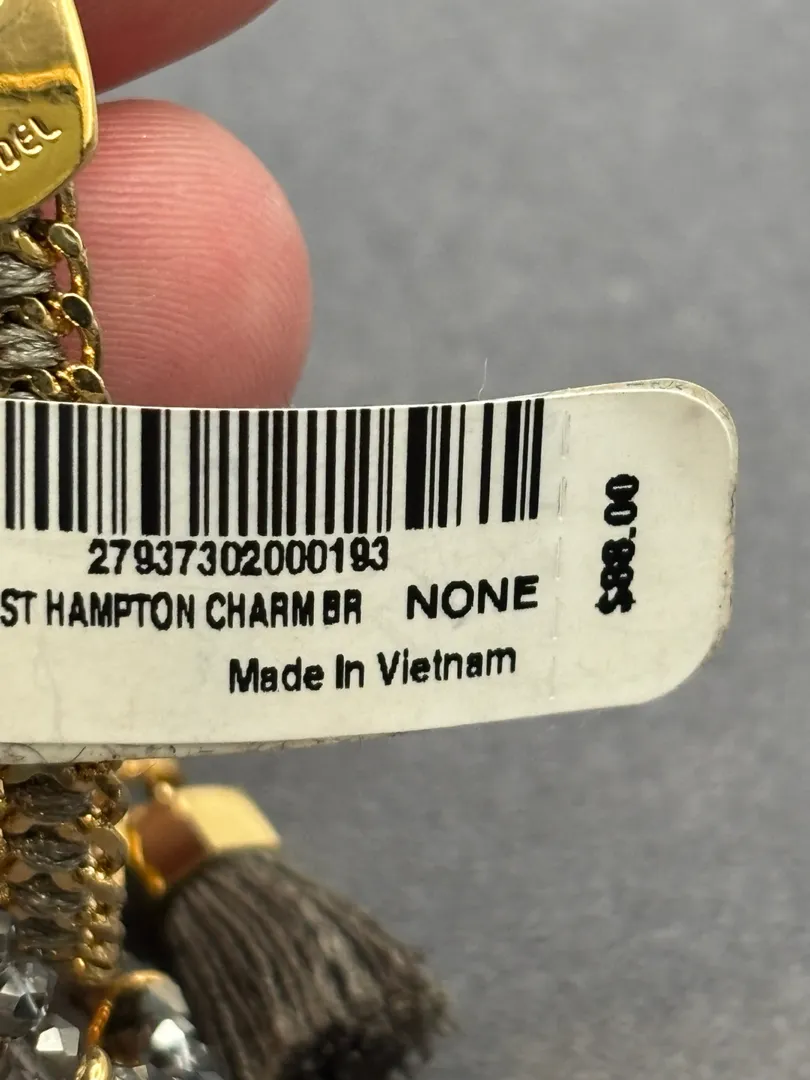 27937302000193
ST HAMPTON CHARM BR NONE
Made In Vietnam
$88.00